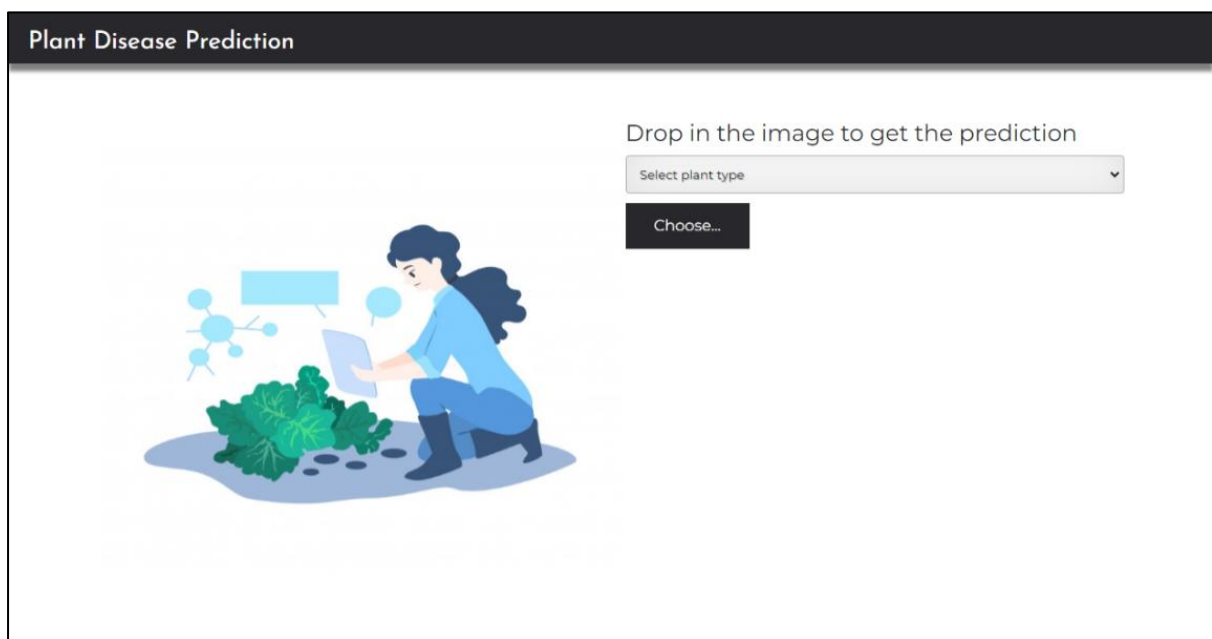 Plant Disease Prediction
Drop in the image to get the prediction
Select plant type
Choose...